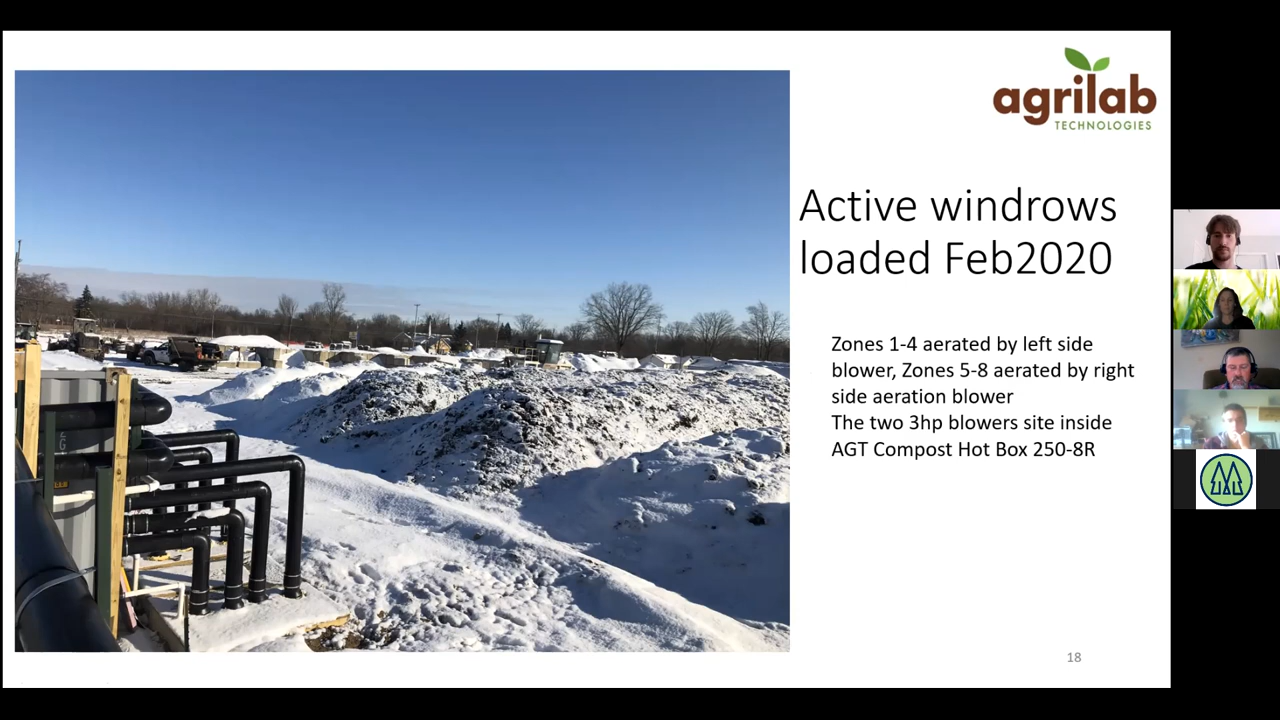 agrilab
TECHNOLOGIES
Active windrows
loaded Feb2020
Zones 1-4 aerated by left side
blower, Zones 5-8 aerated by right
side aeration blower
The two 3hp blowers site inside
AGT Compost Hot Box 250-8R
18